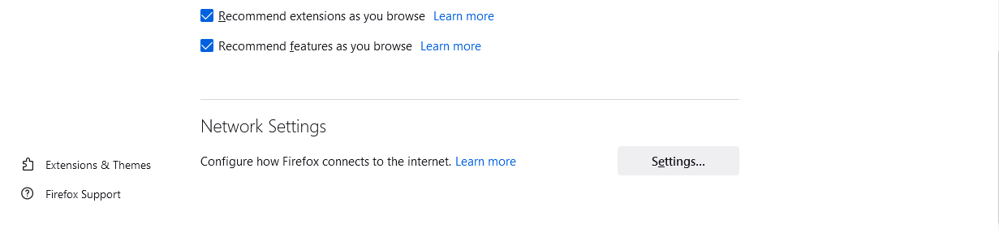 Recommend extensions as you browse Learn more
Recommend features as you browse Learn more
Network Settings
Configure how Firefox connects to the internet. Learn more
Settings...
Extensions & Themes
Firefox Support